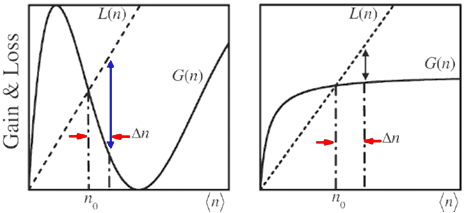 Gain & Loss
L(n)
G(n)
Δn
n₀
⟨n⟩
L(n)
G(n)
Δn
n₀
⟨n⟩